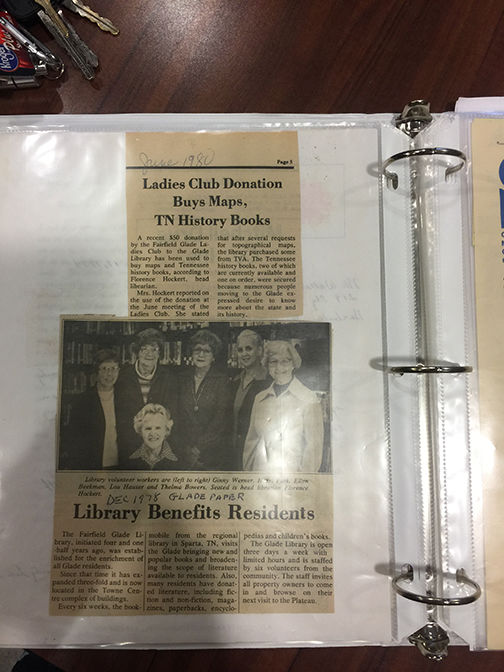 June 1980
Page 5
Ladies Club Donation
Buys Maps,
TN History Books
A recent $50 donation
by the Fairfield Glade La-
dies Club to the Glade
Library has been used to
buy maps and Tennessee
history books, according to
Florence Hockert, head
librarian.
Mrs. Hockert reported on
the use of the donation at
the June meeting of the
Ladies Club. She stated
that after several requests
for topographical maps,
the library purchased some
from TVA. The Tennessee
history books, two of which
are currently available and
one on order, were secured
because numerous people
moving to the Glade ex-
pressed desire to know
more about the state and
its history.
Library volunteer workers are (left to right) Ginny Werner, Ellen
Beekman, Lou Hauser and Thelma Bowers. Seated is head librarian Florence
Hockert.
DEC 1978 GLADE PAPER
Library Benefits Residents
The Fairfield Glade Li-
brary, initiated four and one
-half years ago, was estab-
lished for the enrichment of
all Glade residents.
Since that time it has ex-
panded three-fold and is now
located in the Towne Cen-
tre complex of buildings.
Every six weeks, the book-
mobile from the regional
library in Sparta, TN, visits
the Glade bringing new and
popular books and broaden-
ing the scope of literature
available to residents. Also,
many residents have donat-
ed literature, including fic-
tion and non-fiction, maga-
zines, paperbacks, encyclo-
pedias and children's books.
The Glade Library is open
three days a week with
limited hours and is staffed
by six volunteers from the
community. The staff invites
all property owners to come
in and browse on their
next visit to the Plateau.